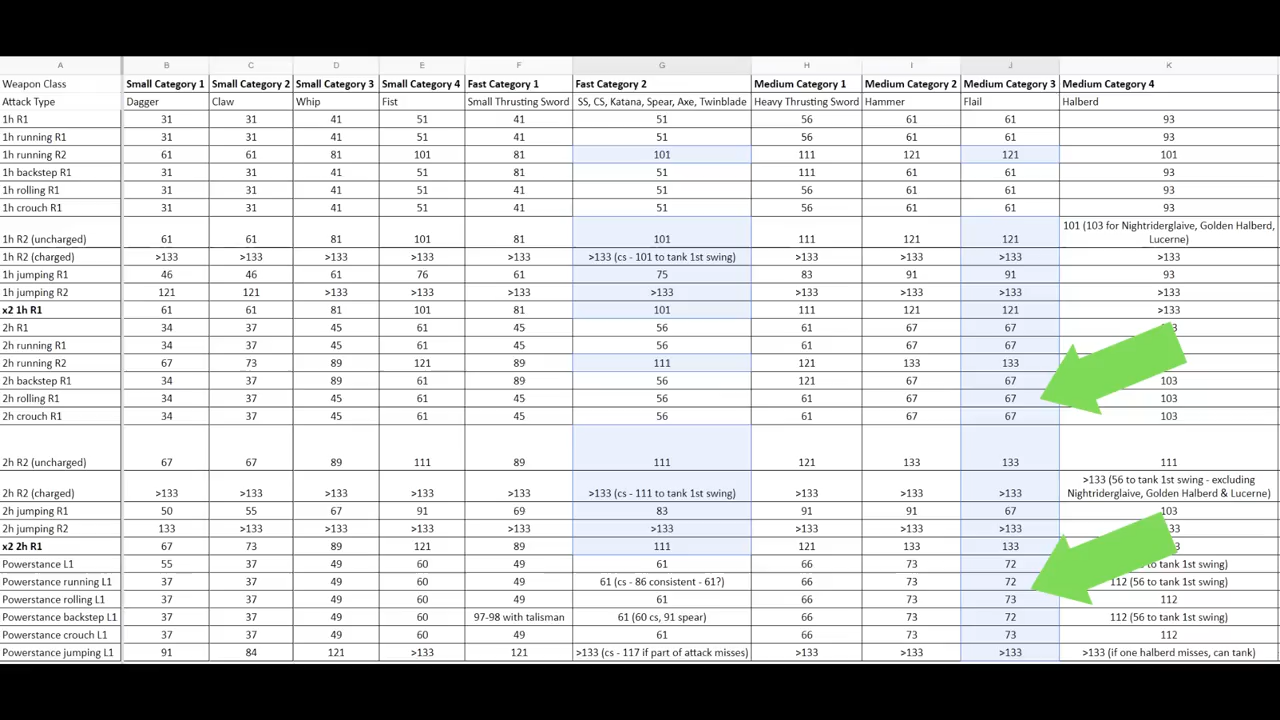 A B C D E F G H I J K
Weapon Class Small Category 1 Small Category 2 Small Category 3 Small Category 4 Fast Category 1 Fast Category 2 Medium Category 1 Medium Category 2 Medium Category 3 Medium Category 4
Attack Type Dagger Claw Whip Fist Small Thrusting Sword SS, CS, Katana, Spear, Axe, Twinblade Heavy Thrusting Sword Hammer Flail Halberd
1h R1 31 31 41 51 41 51 56 61 61 93
1h running R1 31 31 41 51 41 51 56 61 61 93
1h running R2 61 61 81 101 81 101 111 121 121 101
1h backstep R1 31 31 41 51 81 51 111 61 61 93
1h rolling R1 31 31 41 51 41 51 56 61 61 93
1h crouch R1 31 31 41 51 41 51 56 61 61 93
101 (103 for Nightriderglaive, Golden Halberd,
1h R2 (uncharged) 61 61 81 101 81 101 111 121 121 Lucerne)
1h R2 (charged) >133 >133 >133 >133 >133 >133 (cs - 101 to tank 1st swing) >133 >133 >133 >133
1h jumping R1 46 46 61 76 61 75 83 91 91 93
1h jumping R2 121 121 >133 >133 >133 >133 >133 >133 >133 >133
x2 1h R1 61 61 81 101 81 101 111 121 121 >133
2h R1 34 37 45 61 45 56 61 67 67
2h running R1 34 37 45 61 45 56 61 67 67
2h running R2 67 73 89 121 89 111 121 133 133
2h backstep R1 34 37 89 61 89 56 121 67 67 103
2h rolling R1 34 37 45 61 45 56 61 67 67 103
2h crouch R1 34 37 45 61 45 56 61 67 67 103
2h R2 (uncharged) 67 67 89 111 89 111 121 133 133 111
>133 (56 to tank 1st swing - excluding
2h R2 (charged) >133 >133 >133 >133 >133 >133 (cs - 111 to tank 1st swing) >133 >133 >133 Nightriderglaive, Golden Halberd & Lucerne)
2h jumping R1 50 55 67 91 69 83 91 91 67 103
2h jumping R2 133 >133 >133 >133 >133 >133 >133 >133 >133
x2 2h R1 67 73 89 121 89 111 121 133 133
Powerstance L1 55 37 49 60 49 61 66 73 72 to tank 1st swing)
Powerstance running L1 37 37 49 60 49 61 (cs - 86 consistent - 61?) 66 73 72 112 (56 to tank 1st swing)
Powerstance rolling L1 37 37 49 60 49 61 66 73 73 112
Powerstance backstep L1 37 37 49 60 97-98 with talisman 61 (60 cs, 91 spear) 66 73 72 112 (56 to tank 1st swing)
Powerstance crouch L1 37 37 49 60 49 61 66 73 73 112
Powerstance jumping L1 91 84 121 >133 121 >133 (cs - 117 if part of attack misses) >133 >133 >133 >133 (if one halberd misses, can tank)